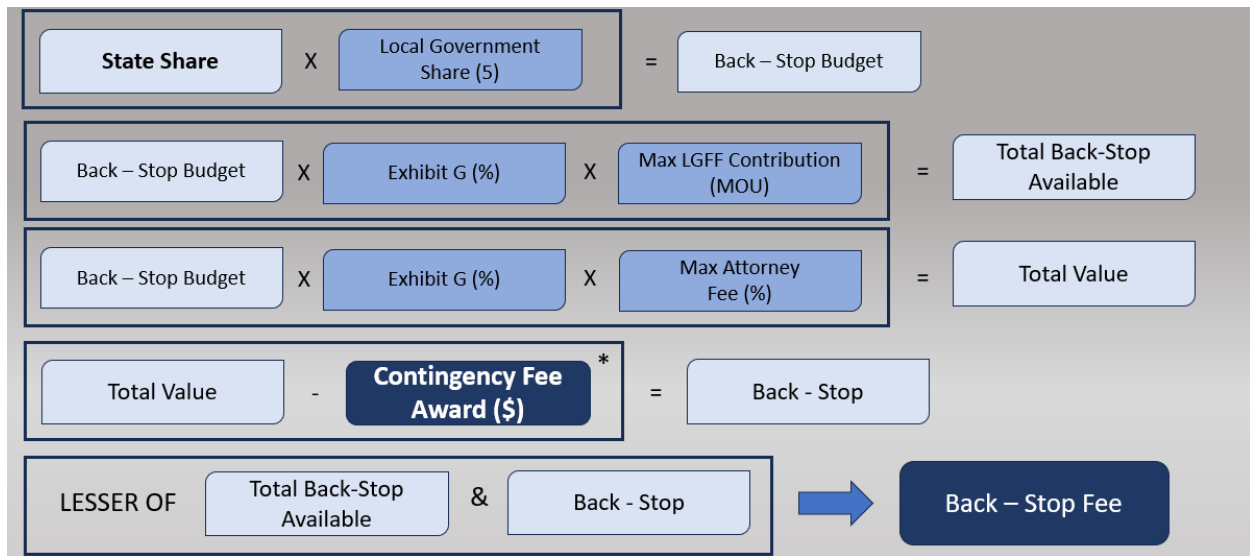 State Share X Local Government
Share (5) = Back – Stop Budget
Back – Stop Budget X Exhibit G (%) X Max LGFF Contribution
(MOU) = Total Back-Stop
Available
Back – Stop Budget X Exhibit G (%) X Max Attorney
Fee (%) = Total Value
Total Value - Contingency Fee
Award ($) * = Back - Stop
LESSER OF Total Back-Stop
Available & Back - Stop Back – Stop Fee